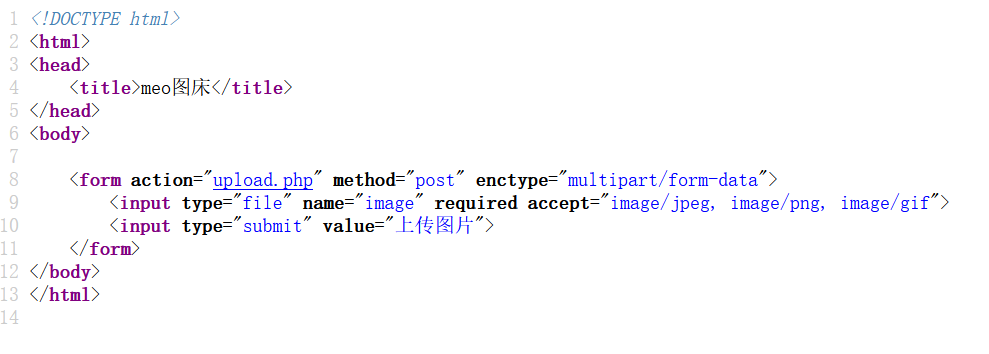 1 <!DOCTYPE html>
2 <html>
3 <head>
4     <title>meo图床</title>
5 </head>
6 <body>
7
8     <form action="upload.php" method="post" enctype="multipart/form-data">
9         <input type="file" name="image" required accept="image/jpeg, image/png, image/gif">
10         <input type="submit" value="上传图片">
11     </form>
12 </body>
13 </html>
14